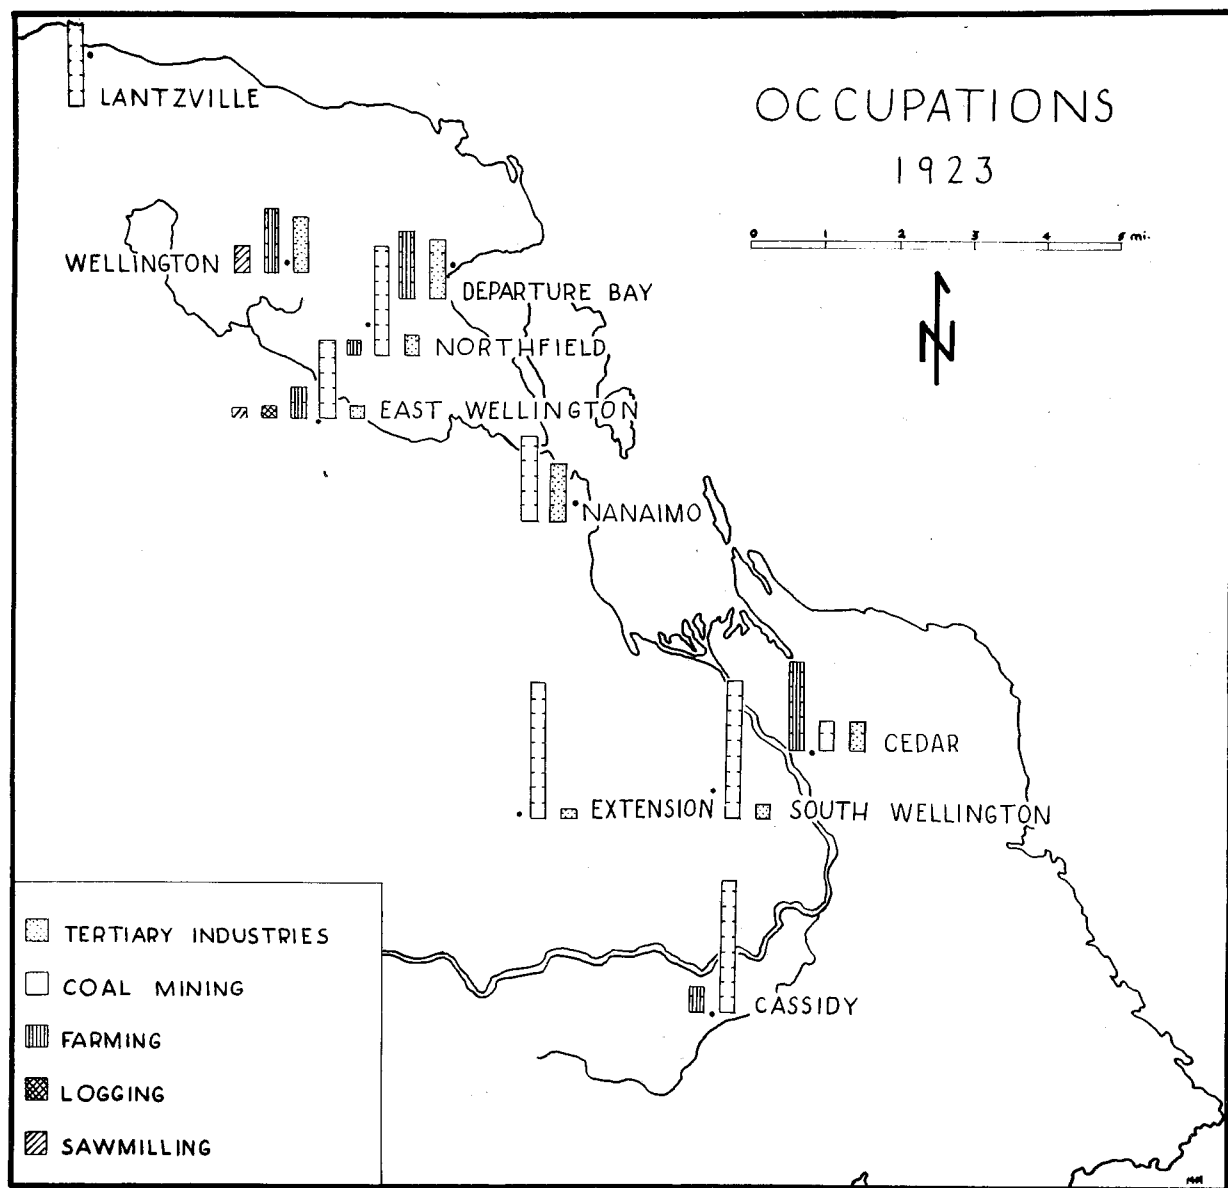 OCCUPATIONS
1923
0 1 2 3 4 5 mi.
N
LANTZVILLE
WELLINGTON
DEPARTURE BAY
NORTHFIELD
EAST WELLINGTON
NANAIMO
CEDAR
EXTENSION
SOUTH WELLINGTON
CASSIDY
TERTIARY INDUSTRIES
COAL MINING
FARMING
LOGGING
SAWMILLING